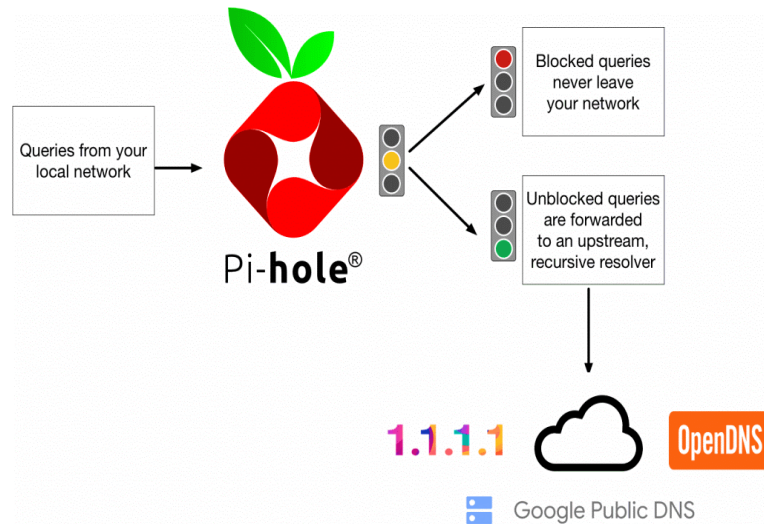 Queries from your
local network
Pi-hole®
Blocked queries
never leave
your network
Unblocked queries
are forwarded
to an upstream,
recursive resolver
1.1.1.1
OpenDNS
Google Public DNS